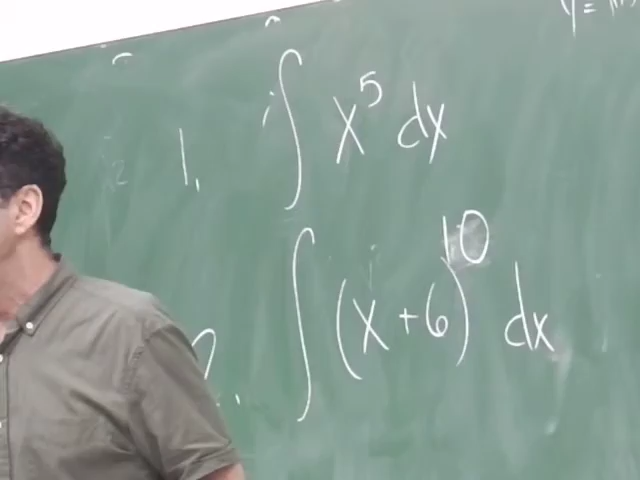 y =
1. ∫ x⁵ dx
2. ∫ (x + 6)¹⁰ dx